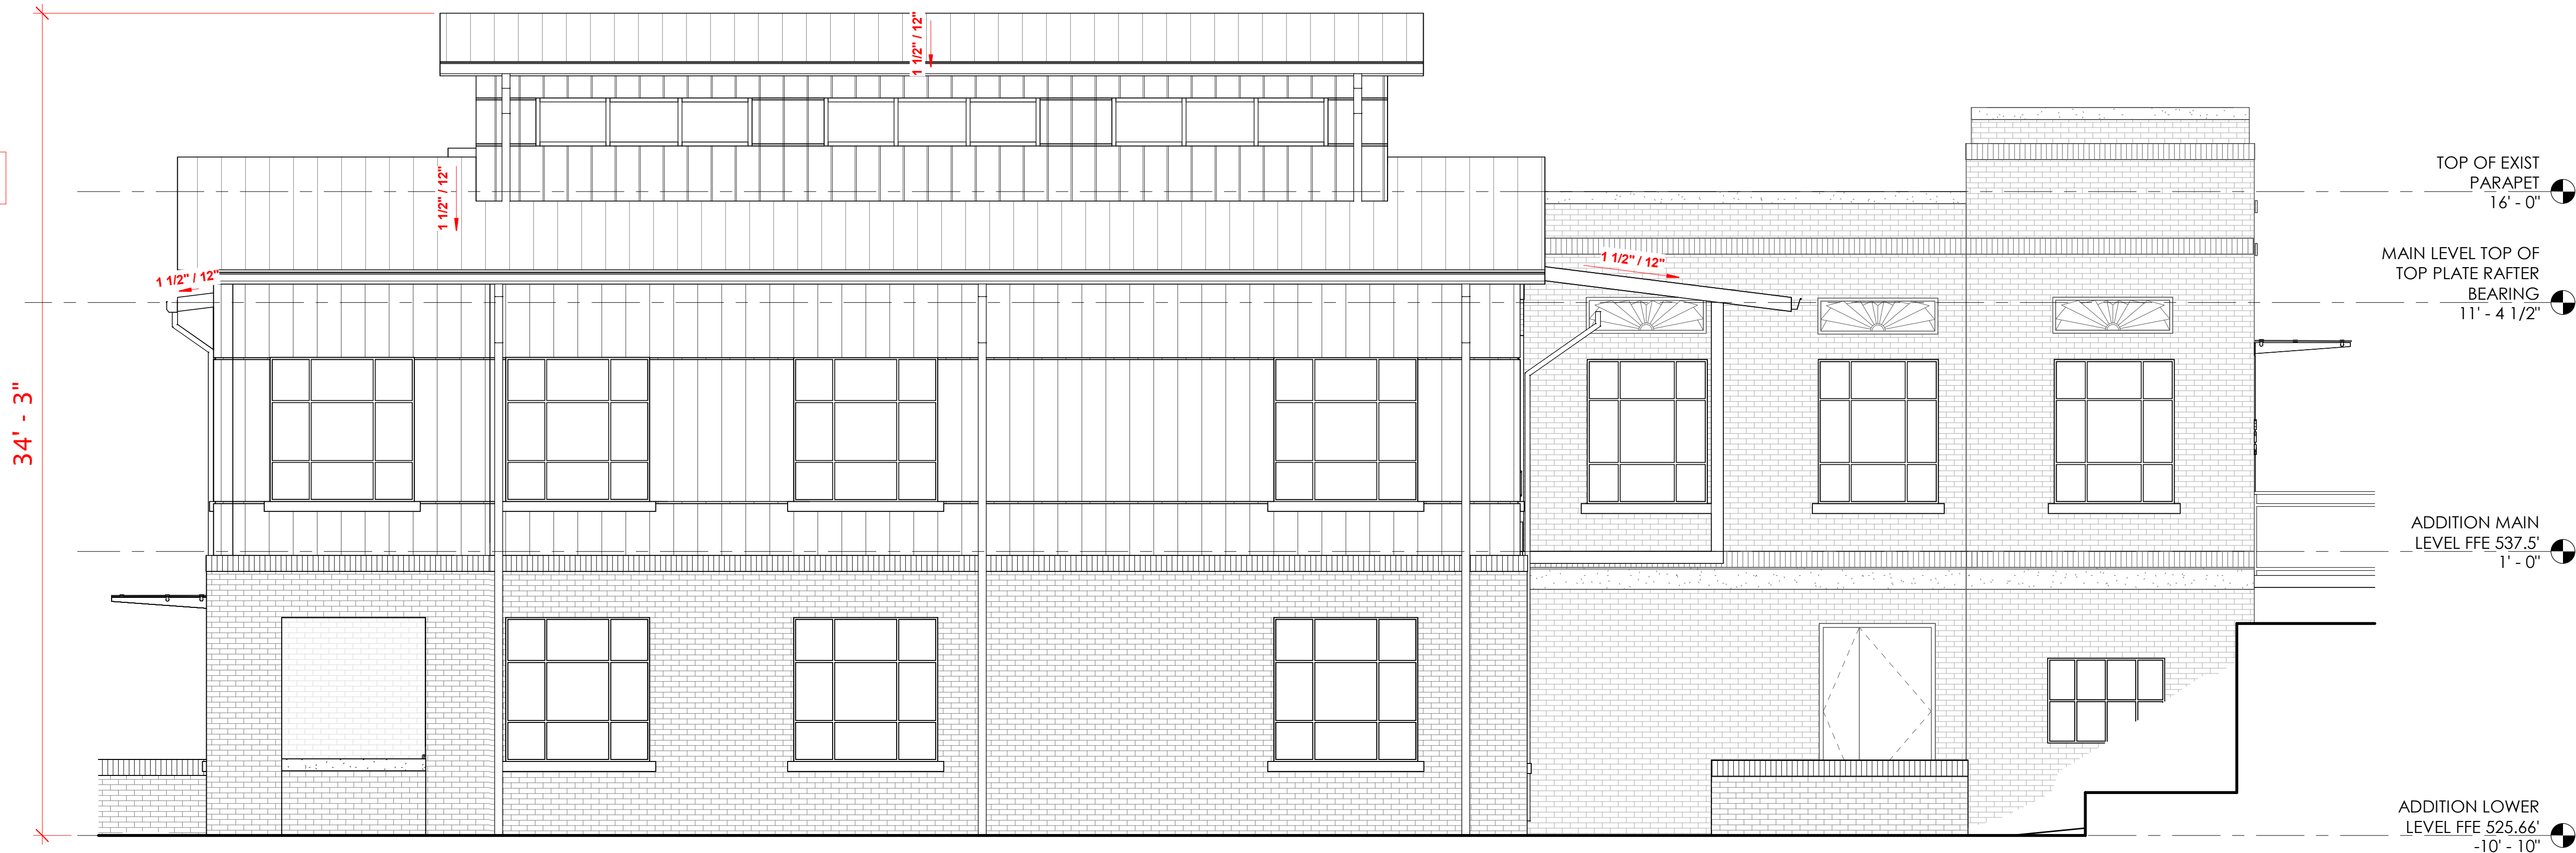 34' - 3"
1 1/2" / 12"
1 1/2" / 12"
1 1/2" / 12"
1 1/2" / 12"
TOP OF EXIST
PARAPET
16' - 0"
MAIN LEVEL TOP OF
TOP PLATE RAFTER
BEARING
11' - 4 1/2"
ADDITION MAIN
LEVEL FFE 537.5'
1' - 0"
ADDITION LOWER
LEVEL FFE 525.66'
-10' - 10"